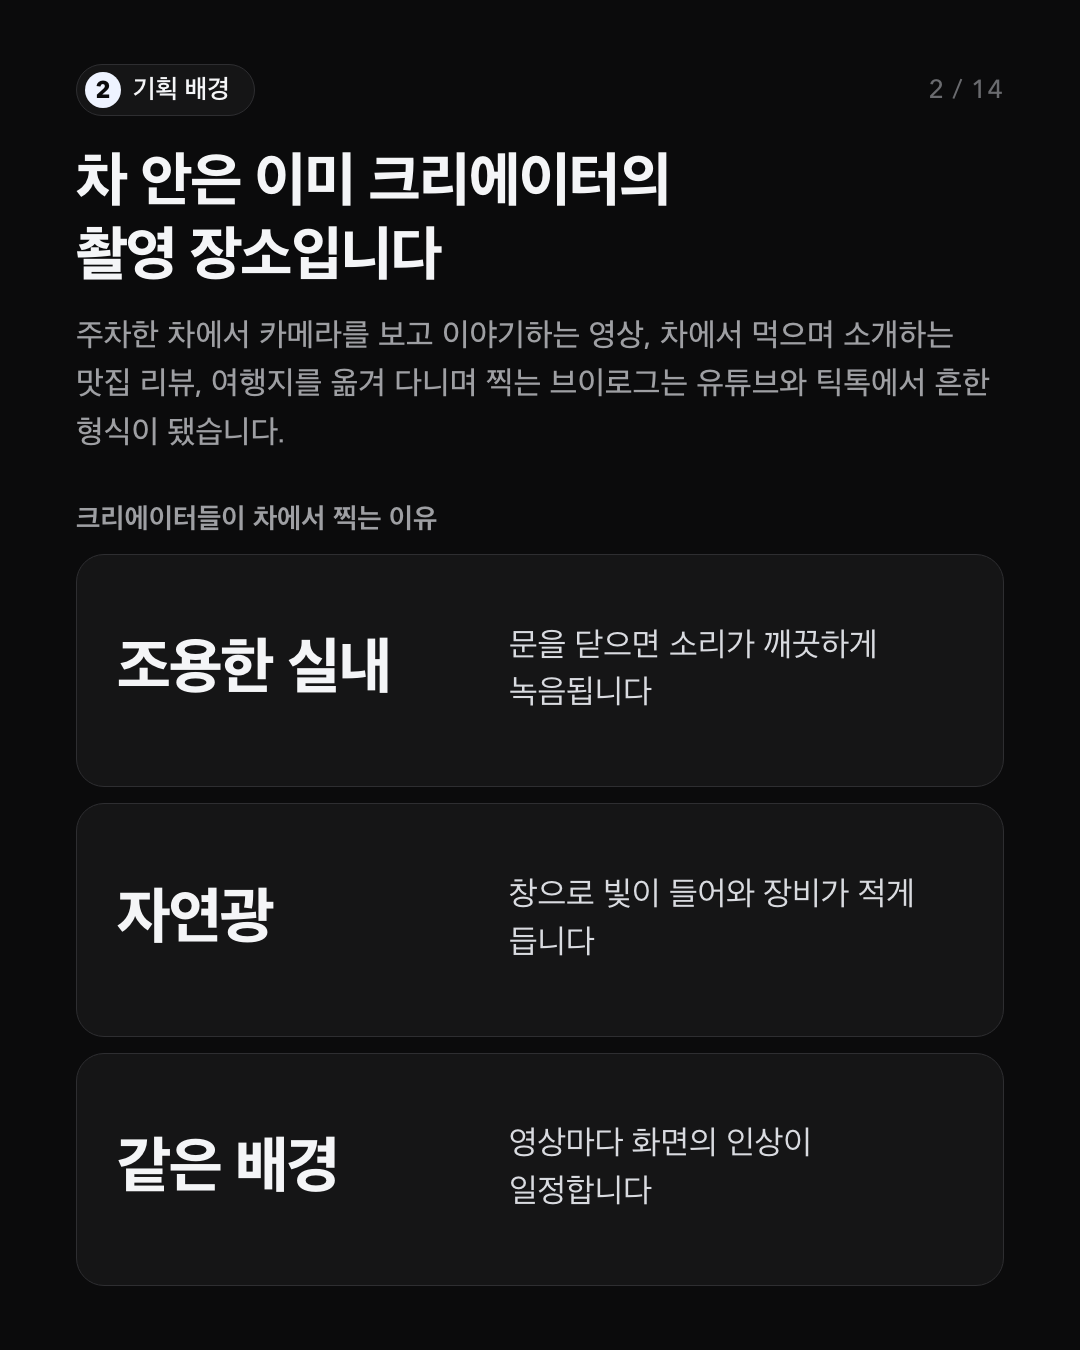 2 기획 배경
2 / 14
차 안은 이미 크리에이터의
촬영 장소입니다
주차한 차에서 카메라를 보고 이야기하는 영상, 차에서 먹으며 소개하는
맛집 리뷰, 여행지를 옮겨 다니며 찍는 브이로그는 유튜브와 틱톡에서 흔한
형식이 됐습니다.
크리에이터들이 차에서 찍는 이유
조용한 실내
문을 닫으면 소리가 깨끗하게
녹음됩니다
자연광
창으로 빛이 들어와 장비가 적게
듭니다
같은 배경
영상마다 화면의 인상이
일정합니다